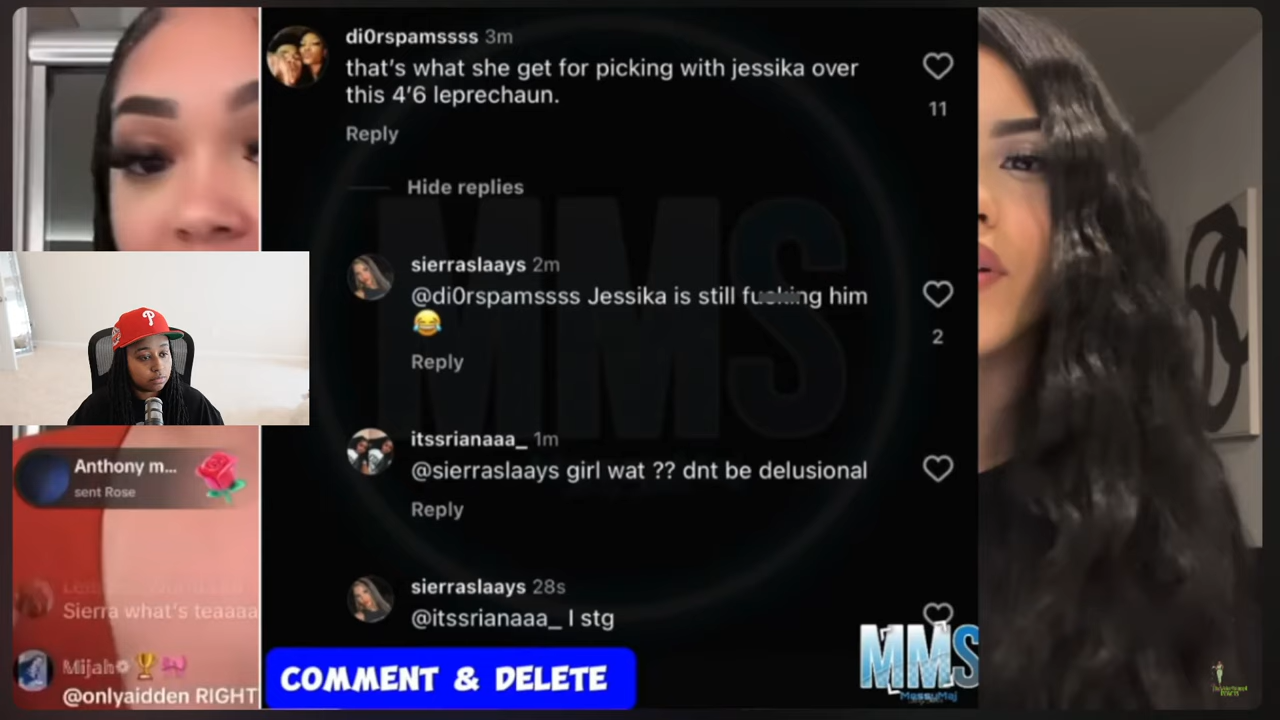 di0rspamssss 3m
that's what she get for picking with jessika over
this 4'6 leprechaun.
11
Reply
Hide replies
sierraslaays 2m
@di0rspamssss Jessika is still fucking him
😂
2
Reply
itssrianaaa_ 1m
@sierraslaays girl wat ?? dnt be delusional
Reply
sierraslaays 28s
@itssrianaaa_ I stg
COMMENT & DELETE
MMS
MessyMaj
MMS
P
Anthony m...
sent Rose
Sierra what's teaaaa
Mijah
@onlyaidden RIGHT